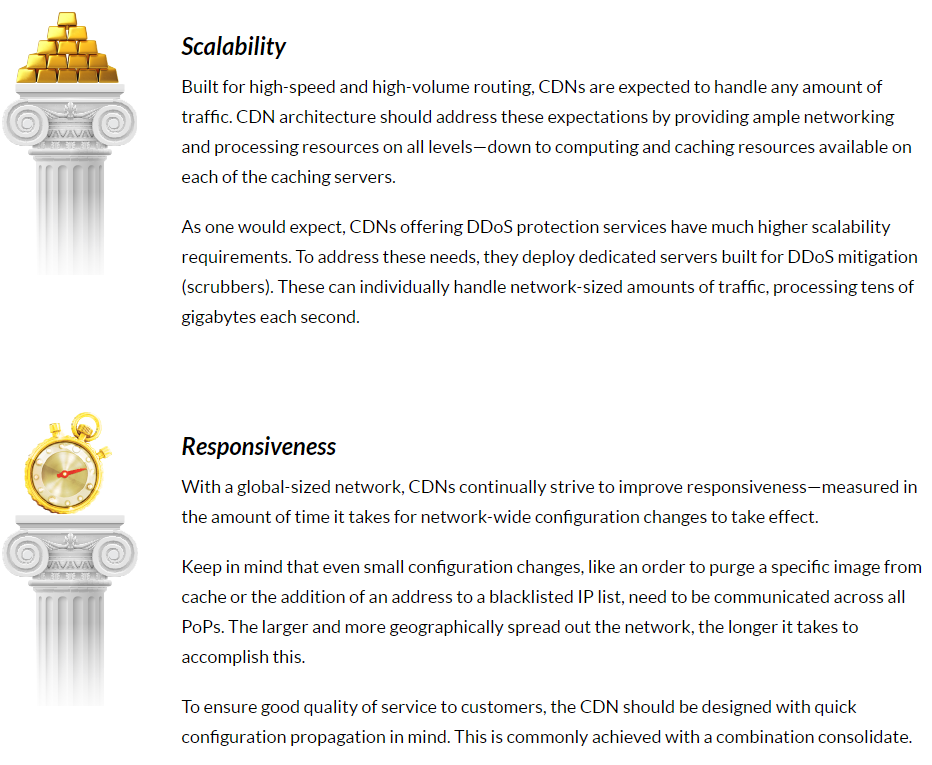 Scalability
Built for high-speed and high-volume routing, CDNs are expected to handle any amount of
traffic. CDN architecture should address these expectations by providing ample networking
and processing resources on all levels—down to computing and caching resources available on
each of the caching servers.
As one would expect, CDNs offering DDoS protection services have much higher scalability
requirements. To address these needs, they deploy dedicated servers built for DDoS mitigation
(scrubbers). These can individually handle network-sized amounts of traffic, processing tens of
gigabytes each second.
Responsiveness
With a global-sized network, CDNs continually strive to improve responsiveness—measured in
the amount of time it takes for network-wide configuration changes to take effect.
Keep in mind that even small configuration changes, like an order to purge a specific image from
cache or the addition of an address to a blacklisted IP list, need to be communicated across all
PoPs. The larger and more geographically spread out the network, the longer it takes to
accomplish this.
To ensure good quality of service to customers, the CDN should be designed with quick
configuration propagation in mind. This is commonly achieved with a combination consolidate.